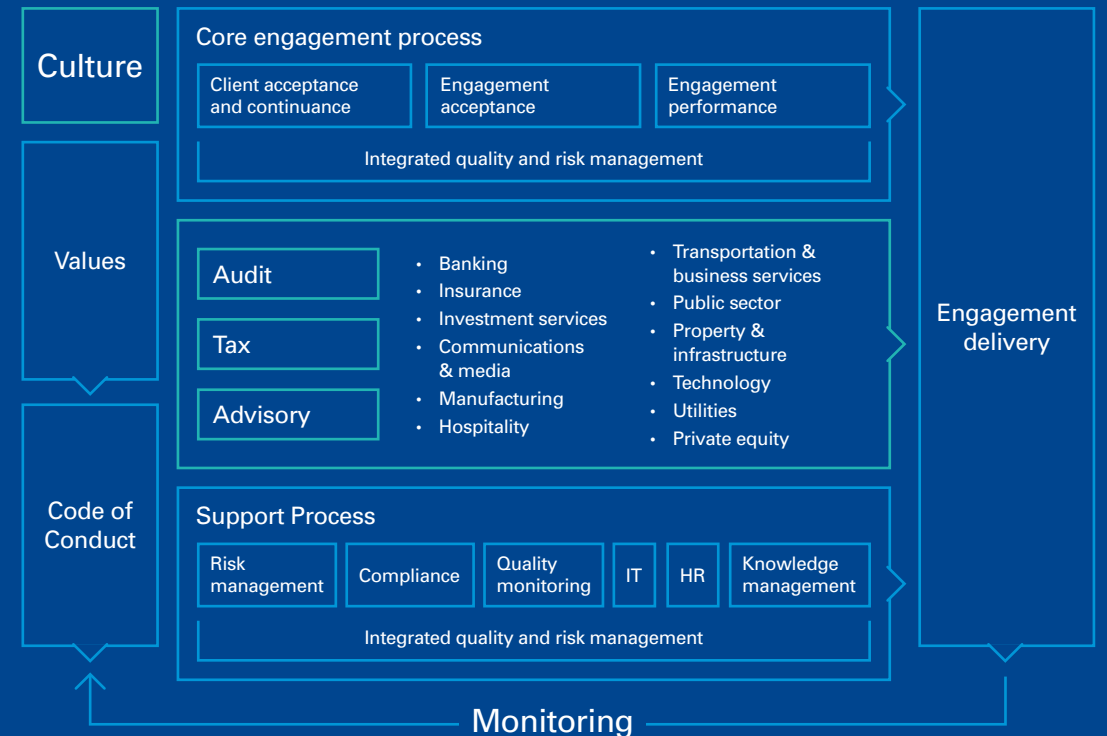 Culture
Values
Code of
Conduct
Core engagement process
Client acceptance
and continuance
Engagement
acceptance
Engagement
performance
Integrated quality and risk management
Audit
Tax
Advisory
• Banking
• Insurance
• Investment services
• Communications
& media
• Manufacturing
• Hospitality
• Transportation &
business services
• Public sector
• Property &
infrastructure
• Technology
• Utilities
• Private equity
Support Process
Risk
management
Compliance
Quality
monitoring
IT
HR
Knowledge
management
Integrated quality and risk management
Engagement
delivery
Monitoring